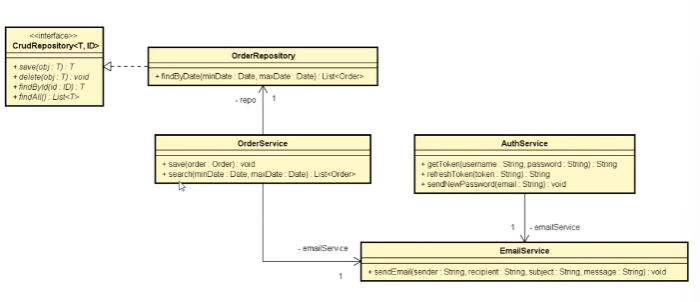 <<interface>>
CrudRepository<T, ID>
+ save(obj : T) : T
+ delete(obj : T) : void
+ findById(id : ID) : T
+ findAll() : List<T>
OrderRepository
+ findByDate(minDate : Date, maxDate : Date) : List<Order>
- repo
1
OrderService
+ save(order : Order) : void
+ search(minDate : Date, maxDate : Date) : List<Order>
AuthService
+ getToken(username : String, password : String) : String
+ refreshToken(token : String) : String
+ sendNewPassword(email : String) : void
1
- emailService
- emailService
1
EmailService
+ sendEmail(sender : String, recipient : String, subject : String, message : String) : void